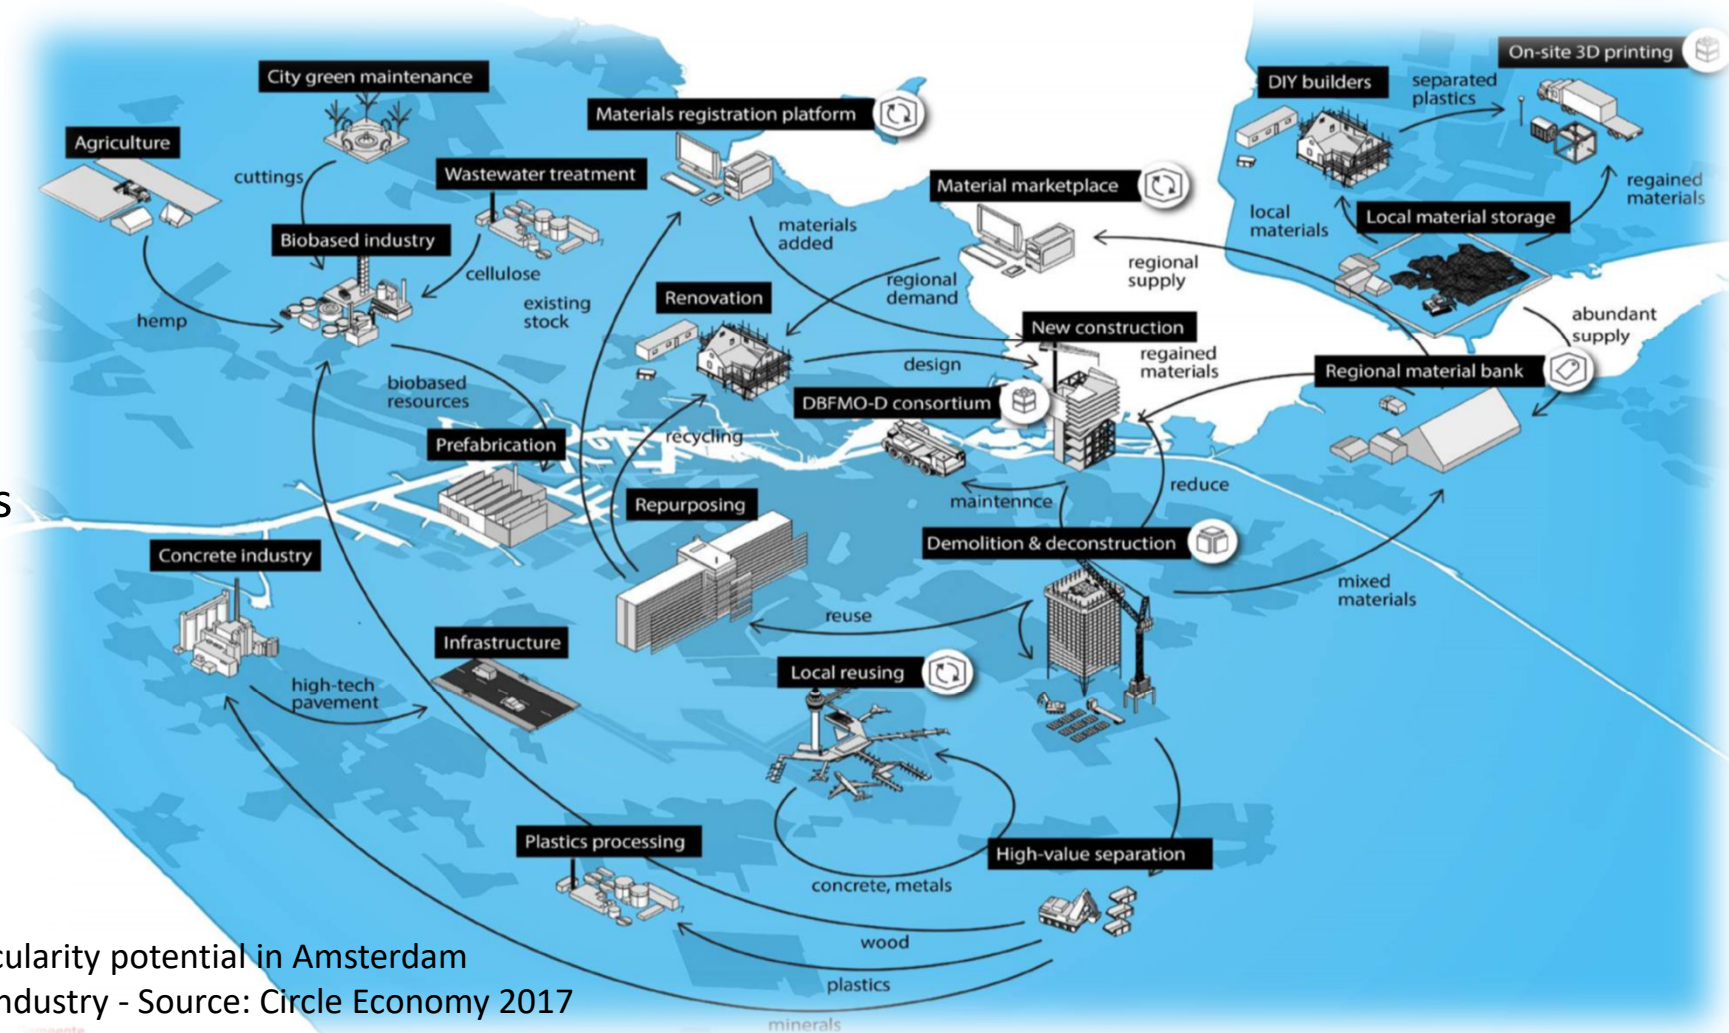 On-site 3D printing
City green maintenance
DIY builders
separated
plastics
Materials registration platform
Agriculture
cuttings
Wastewater treatment
Material marketplace
regained
materials
local
materials
Local material storage
materials
added
Biobased industry
cellulose
regional
supply
regional
demand
existing
stock
Renovation
hemp
New construction
abundant
supply
regained
materials
design
Regional material bank
biobased
resources
DBFMO-D consortium
recycling
Prefabrication
s
reduce
maintennce
Repurposing
Demolition & deconstruction
Concrete industry
mixed
materials
reuse
Infrastructure
Local reusing
high-tech
pavement
Plastics processing
High-value separation
concrete, metals
wood
cularity potential in Amsterdam
plastics
ndustry - Source: Circle Economy 2017
minerals